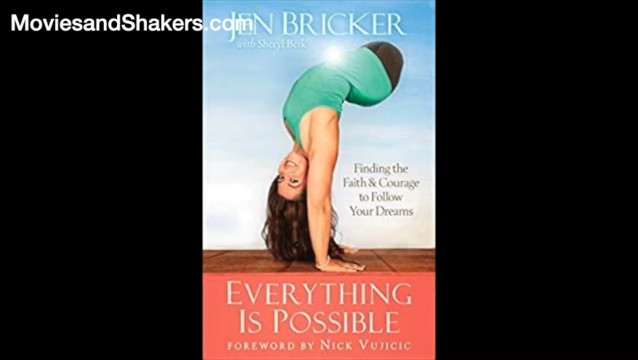 MoviesandShakers.com
JEN BRICKER
with Sheryl Berk
Finding the
Faith & Courage
to Follow
Your Dreams
EVERYTHING
IS POSSIBLE
FOREWORD BY NICK VUJICIC